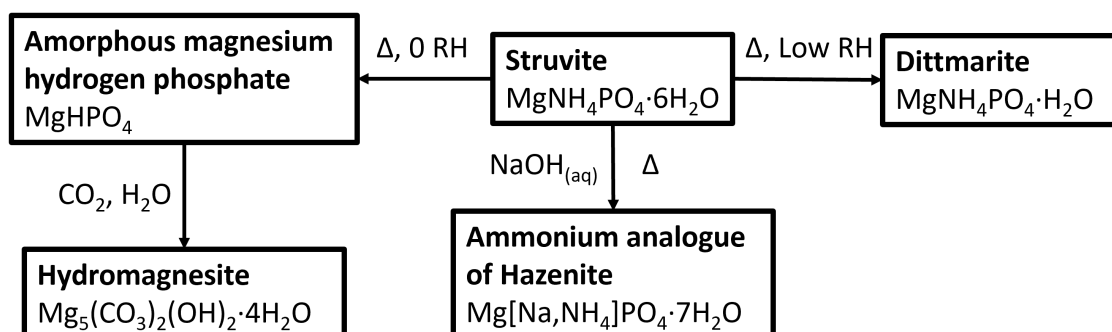 Amorphous magnesium
hydrogen phosphate
MgHPO₄
Δ, 0 RH
Struvite
MgNH₄PO₄·6H₂O
Δ, Low RH
Dittmarite
MgNH₄PO₄·H₂O
CO₂, H₂O
NaOH₍aq₎
Δ
Hydromagnesite
Mg₅(CO₃)₂(OH)₂·4H₂O
Ammonium analogue
of Hazenite
Mg[Na,NH₄]PO₄·7H₂O